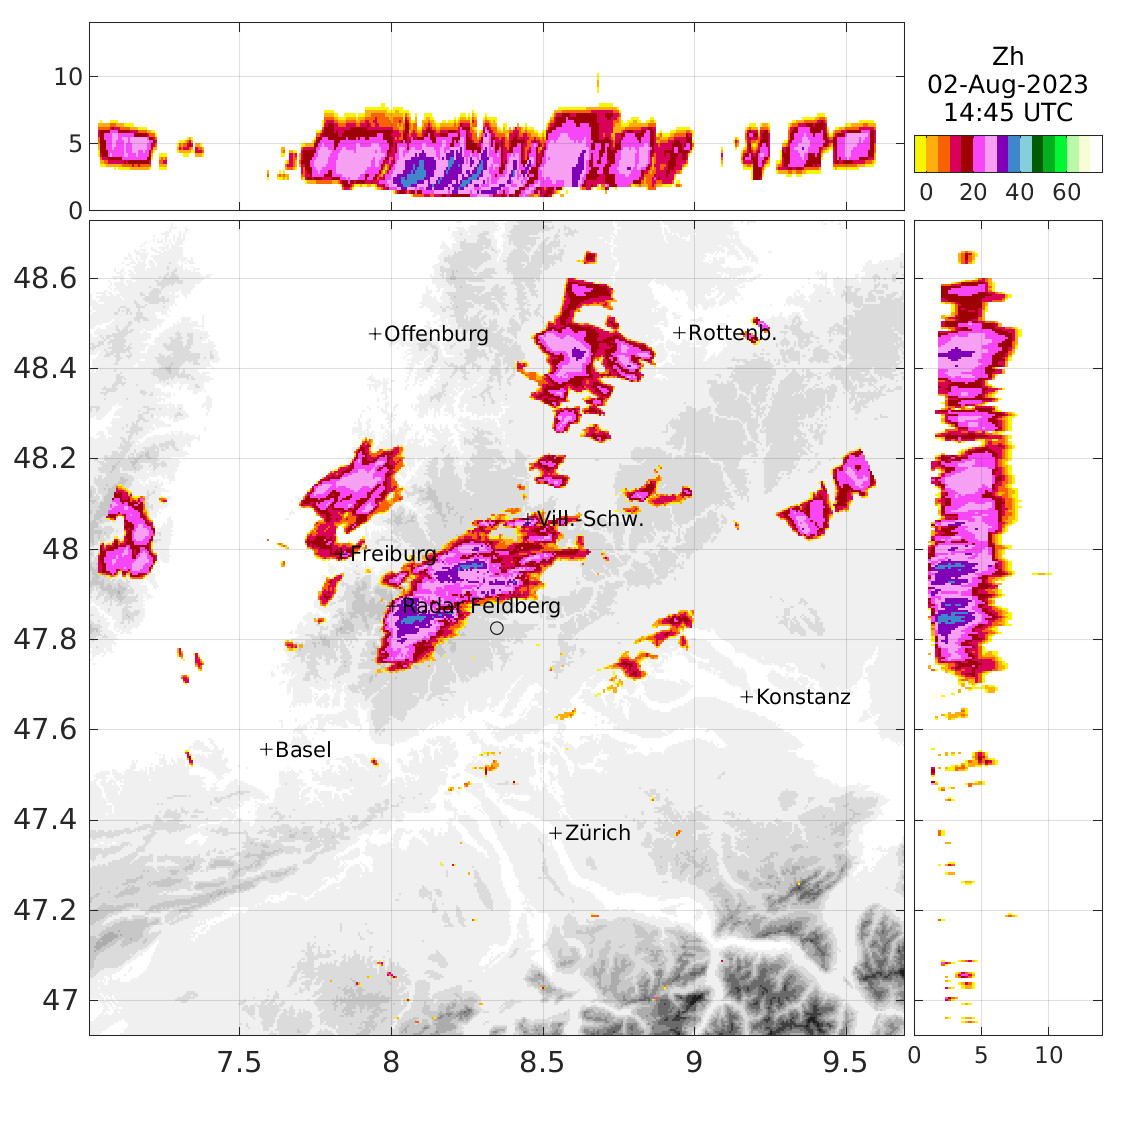 Zh
02-Aug-2023
14:45 UTC
0 20 40 60
10
5
0
48.6
48.4
48.2
48
47.8
47.6
47.4
47.2
47
+Offenburg
+Rottenb.
+Vill.-Schw.
+Freiburg
+Radar Feldberg
+Konstanz
+Basel
+Zürich
7.5 8 8.5 9 9.5
0 5 10